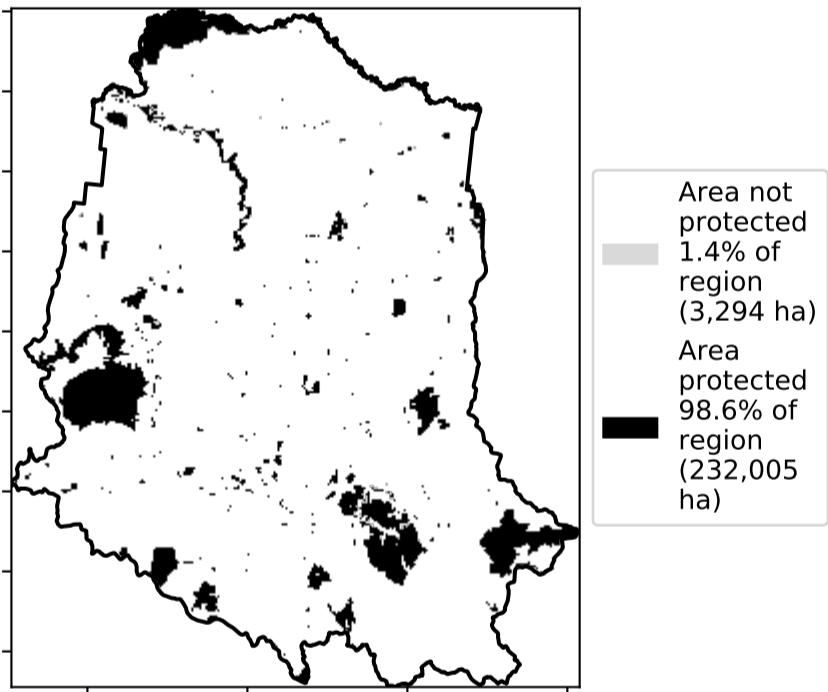 Area not
protected
1.4% of
region
(3,294 ha)
Area
protected
98.6% of
region
(232,005
ha)